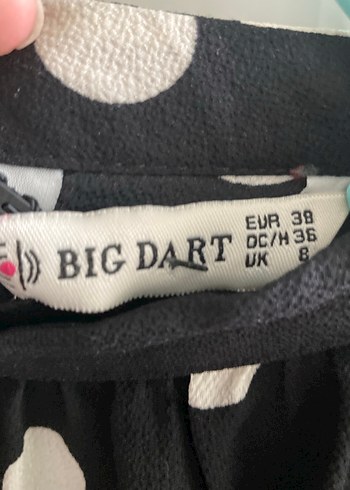 BIG DART
EUR 38
DC/H 36
UK 8